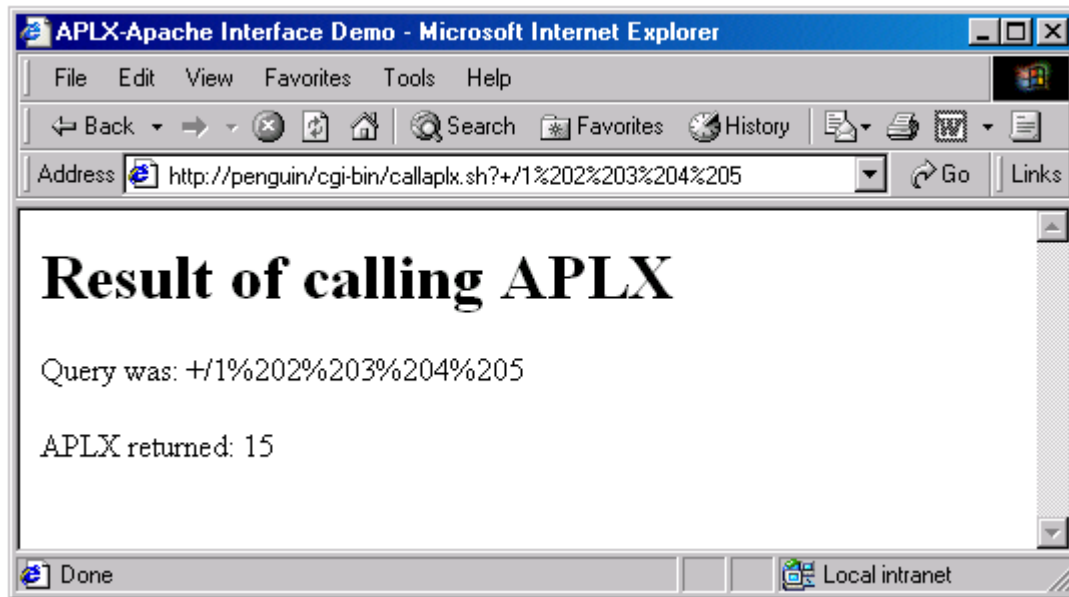 APLX-Apache Interface Demo - Microsoft Internet Explorer
File Edit View Favorites Tools Help
Back Search Favorites History
Address http://penguin/cgi-bin/callaplx.sh?+/1%202%203%204%205 Go Links
Result of calling APLX
Query was: +/1%202%203%204%205
APLX returned: 15
Done Local intranet